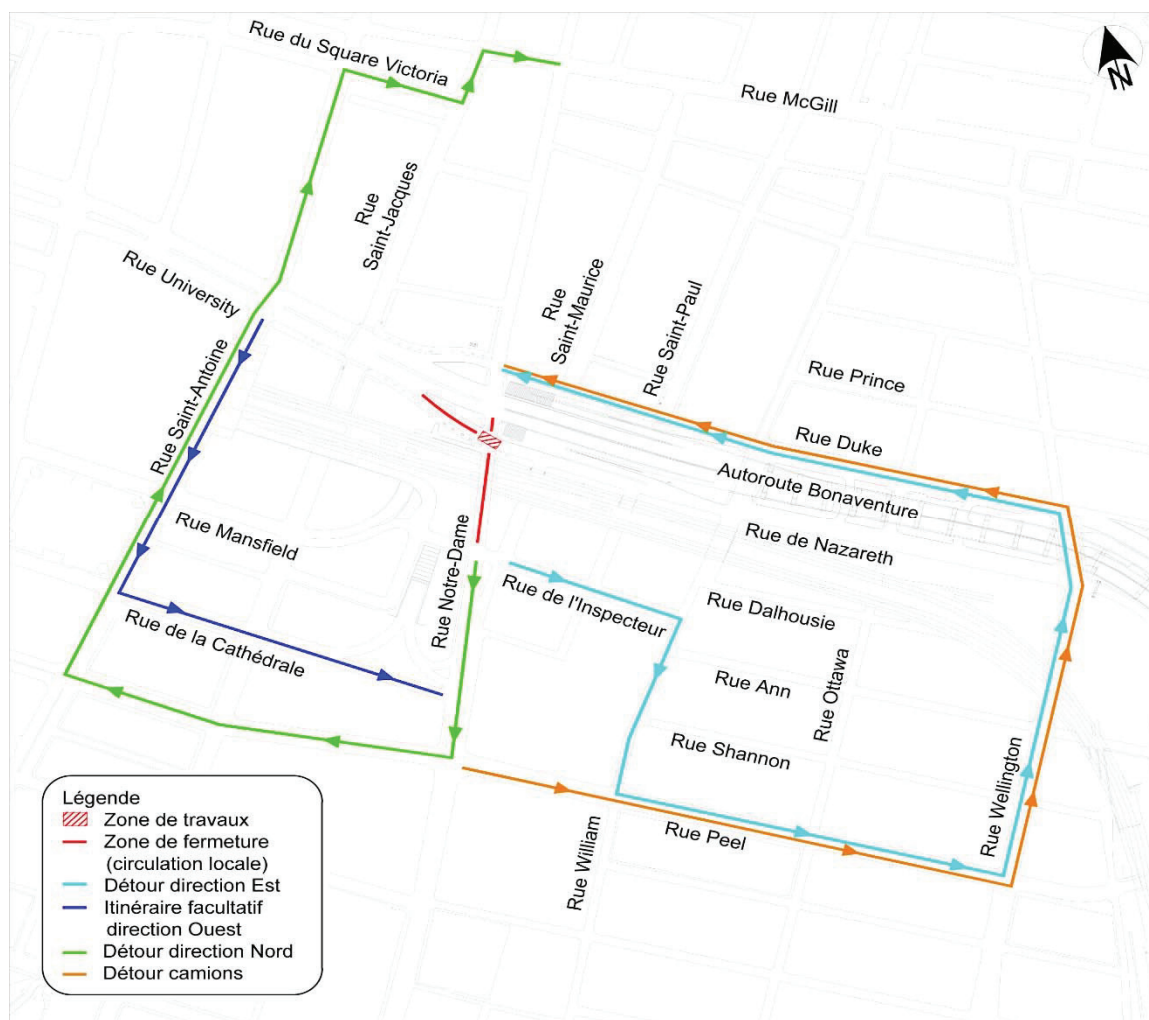 Rue du Square Victoria
N
Rue McGill
Rue
Saint-Jacques
Rue University
Rue
Saint-Maurice
Rue Saint-Paul
Rue Prince
Rue Saint-Antoine
Rue Duke
Autoroute Bonaventure
Rue Mansfield
Rue de Nazareth
Rue Notre-Dame
Rue de l'Inspecteur
Rue Dalhousie
Rue de la Cathédrale
Rue Ann
Rue Ottawa
Rue Shannon
Rue Wellington
Rue Peel
Rue William
Légende
Zone de travaux
Zone de fermeture
(circulation locale)
Détour direction Est
Itinéraire facultatif
direction Ouest
Détour direction Nord
Détour camions